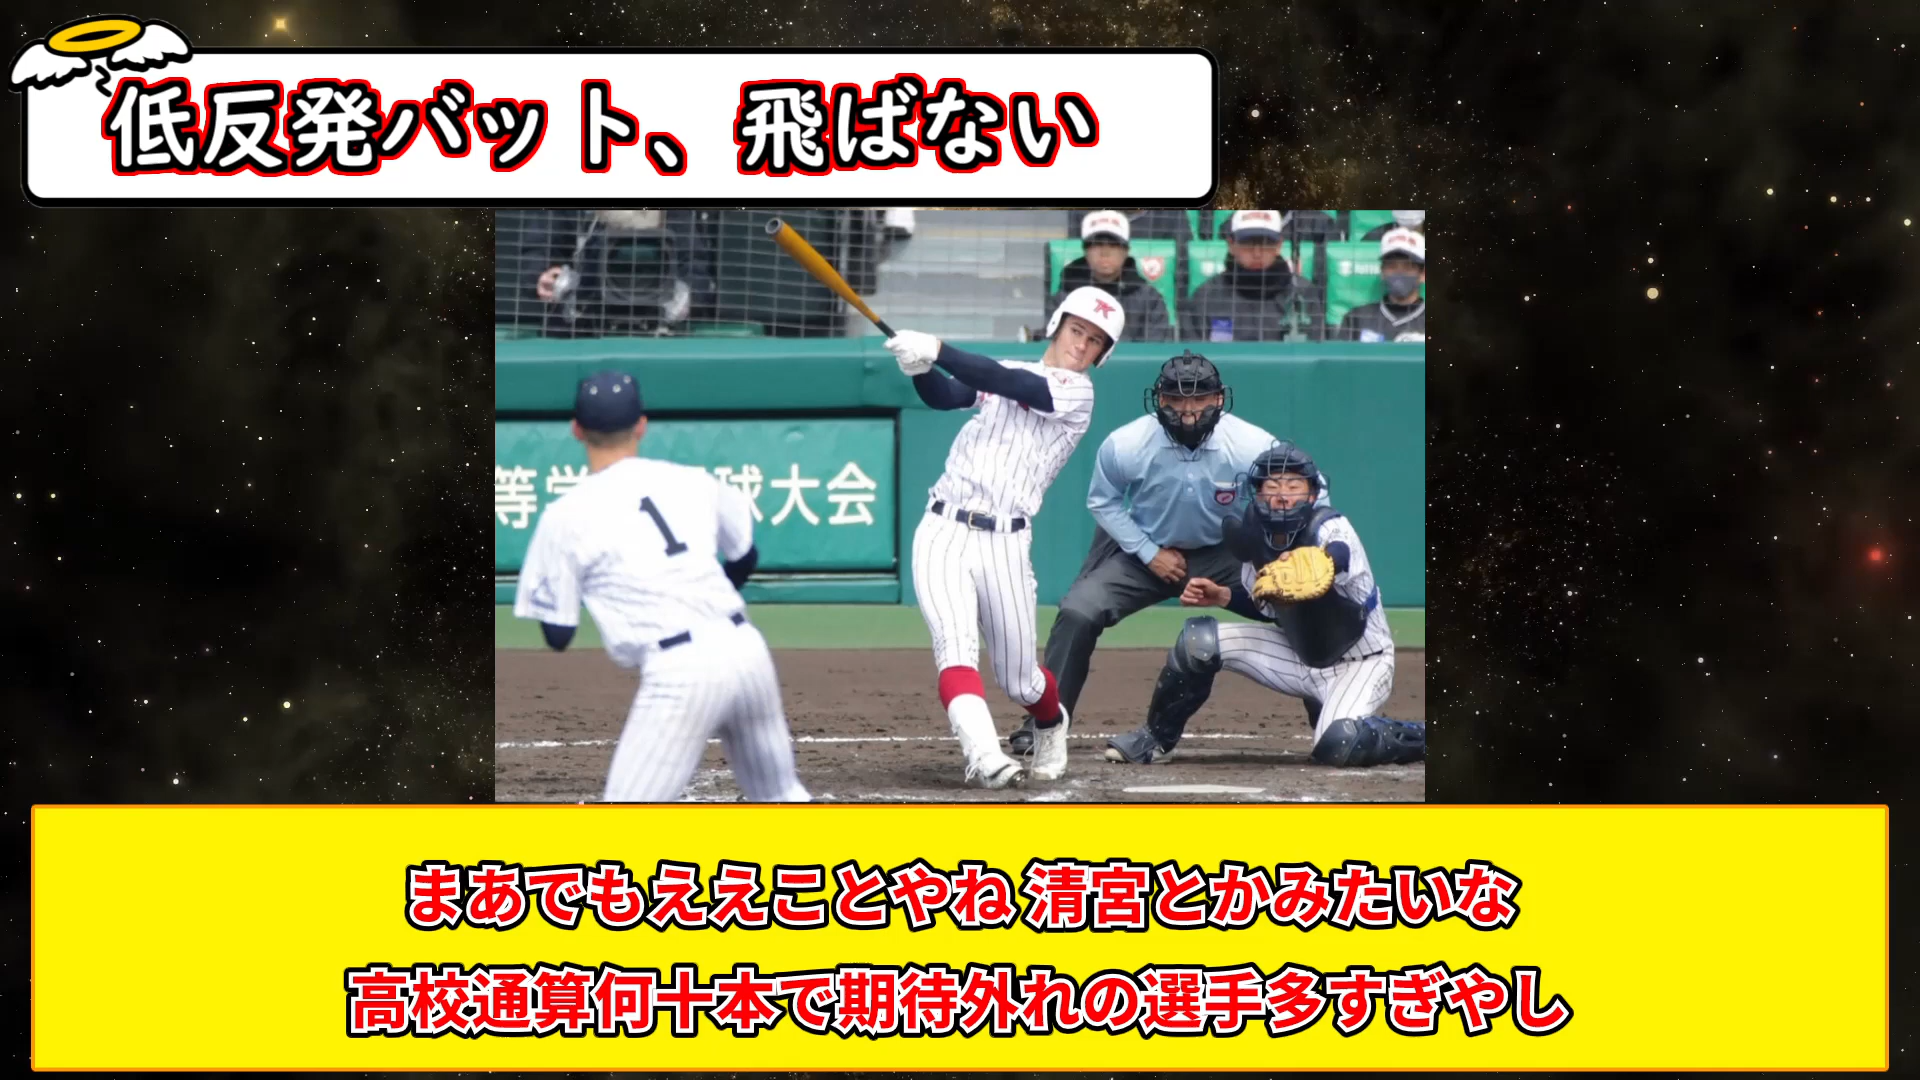 低反発バット、飛ばない
TK
1
等学
球大会
まあでもええことやね 清宮とかみたいな
高校通算何十本で期待外れの選手多すぎやし